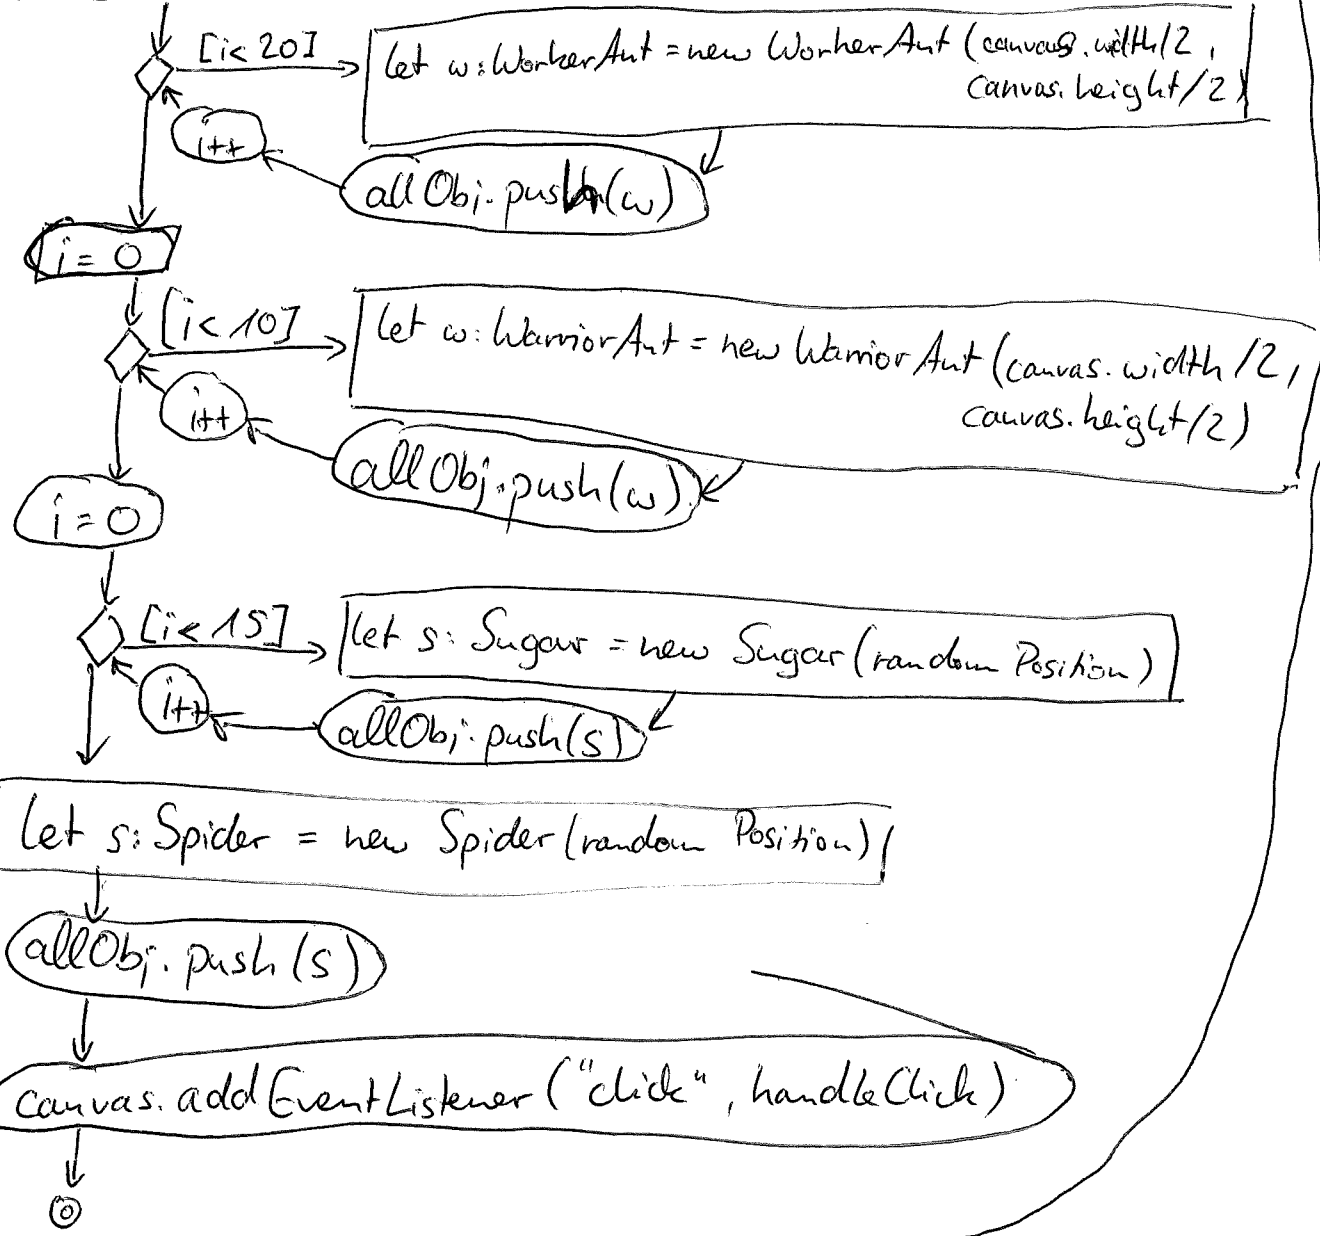 [i< 20]
let w: WorkerAnt = new WorkerAnt (canvas.width/2,
canvas.height/2)
i++
allObj.push(w)
i = 0
[i< 10]
let w: WarriorAnt = new WarriorAnt (canvas.width/2,
canvas.height/2)
i++
allObj.push(w)
i = 0
[i< 15]
let s: Sugar = new Sugar (random Position)
i++
allObj.push(s)
let s: Spider = new Spider (random Position)
allObj.push(s)
canvas.addEventListener ("click", handleClick)